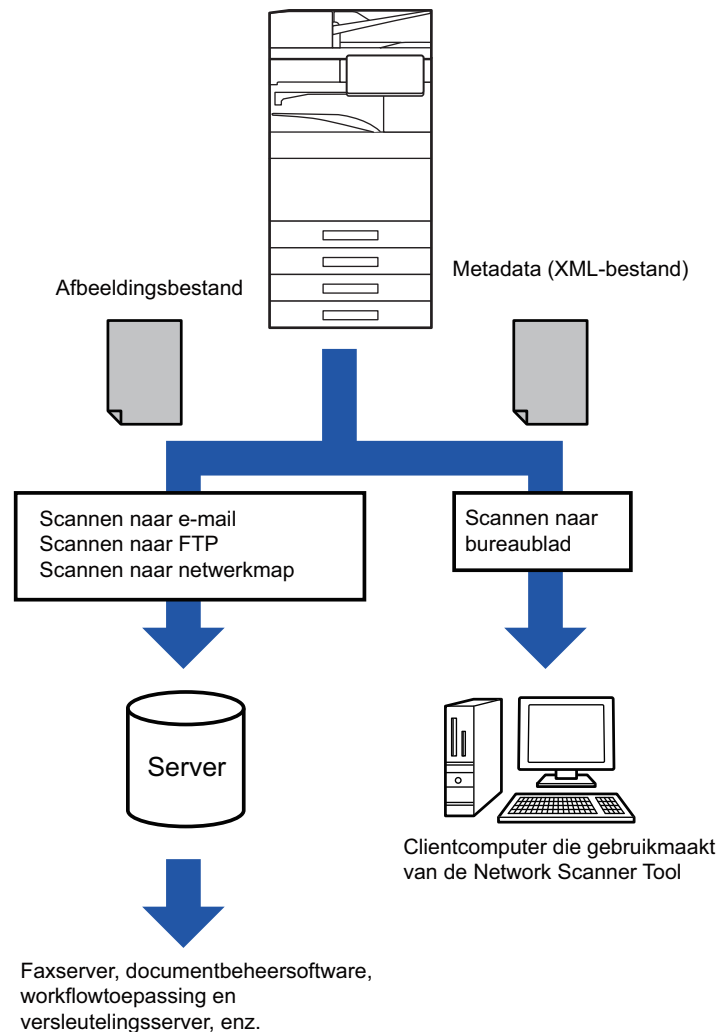 Metadata (XML-bestand)
Afbeeldingsbestand
Scannen naar e-mail
Scannen naar FTP
Scannen naar netwerkmap
Scannen naar
bureaublad
Server
Clientcomputer die gebruikmaakt
van de Network Scanner Tool
Faxserver, documentbeheersoftware,
workflowtoepassing en
versleutelingsserver, enz.